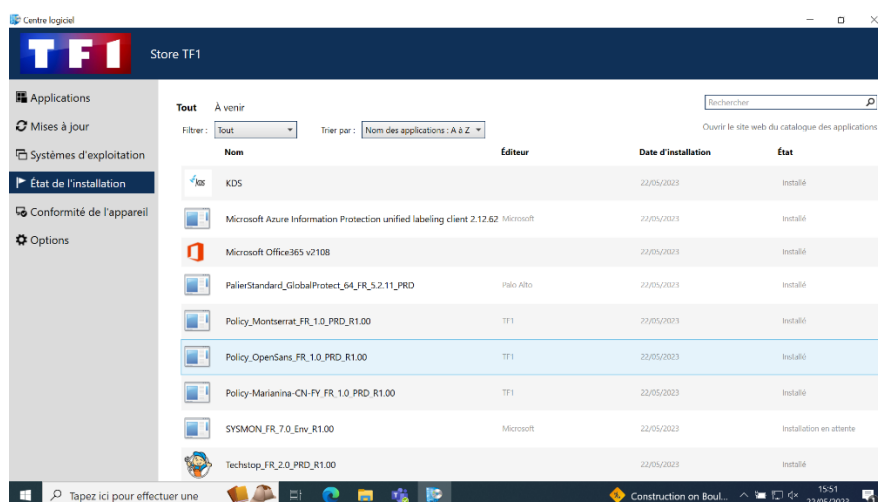 Centre logiciel
TF1
Store TF1
Applications
Mises à jour
Systèmes d'exploitation
État de l'installation
Conformité de l'appareil
Options
Tout À venir
Rechercher
Filtrer : Tout Trier par : Nom des applications : A à Z
Ouvrir le site web du catalogue des applications
Nom Éditeur Date d'installation État
kds KDS 22/05/2023 Installé
Microsoft Azure Information Protection unified labeling client 2.12.62 Microsoft 22/05/2023 Installé
Microsoft Office365 v2108 22/05/2023 Installé
PalierStandard_GlobalProtect_64_FR_5.2.11_PRD Palo Alto 22/05/2023 Installé
Policy_Montserrat_FR_1.0_PRD_R1.00 TF1 22/05/2023 Installé
Policy_OpenSans_FR_1.0_PRD_R1.00 TF1 22/05/2023 Installé
Policy-Marianina-CN-FY_FR_1.0_PRD_R1.00 TF1 22/05/2023 Installé
SYSMON_FR_7.0_Env_R1.00 Microsoft 22/05/2023 Installation en attente
Techstop_FR_2.0_PRD_R1.00 22/05/2023 Installé
Tapez ici pour effectuer une
Construction on Boul...
15:51
22/05/2023